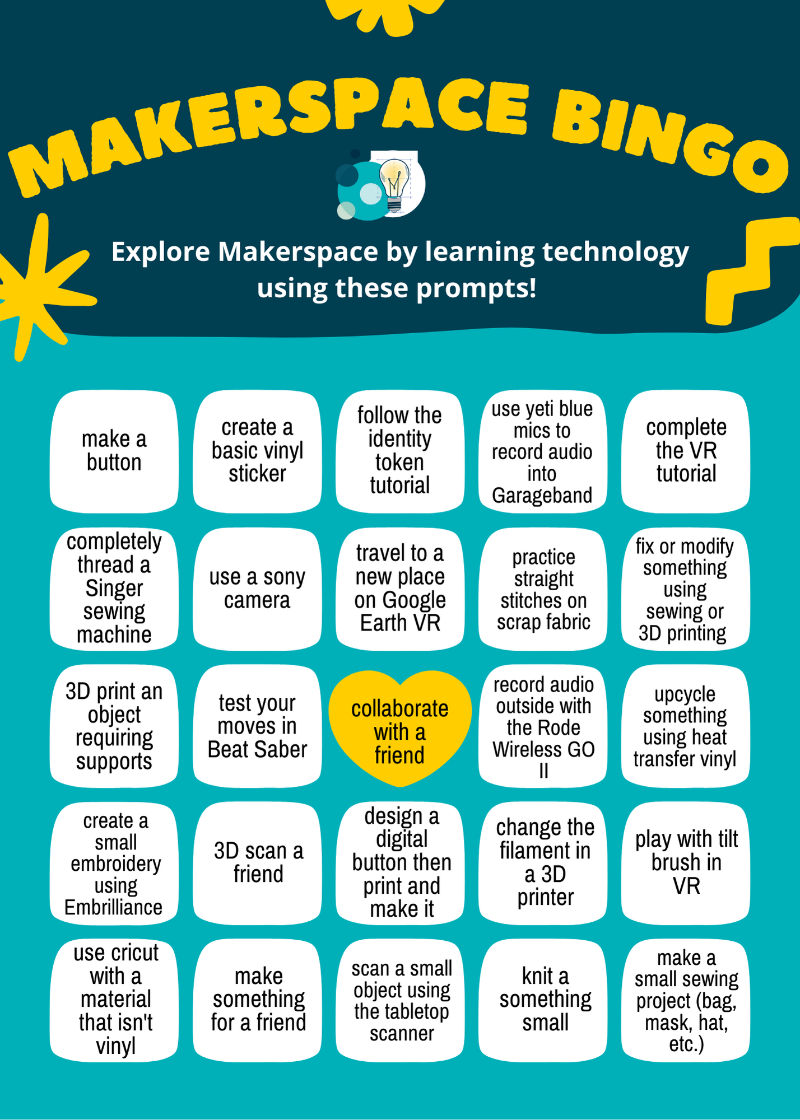 MAKERSPACE BINGO
Explore Makerspace by learning technology
using these prompts!
make a
button
create a
basic vinyl
sticker
follow the
identity
token
tutorial
use yeti blue
mics to
record audio
into
Garageband
complete
the VR
tutorial
completely
thread a
Singer
sewing
machine
use a sony
camera
travel to a
new place
on Google
Earth VR
practice
straight
stitches on
scrap fabric
fix or modify
something
using
sewing or
3D printing
3D print an
object
requiring
supports
test your
moves in
Beat Saber
collaborate
with a
friend
record audio
outside with
the Rode
Wireless GO
II
upcycle
something
using heat
transfer vinyl
create a
small
embroidery
using
Embrilliance
3D scan a
friend
design a
digital
button then
print and
make it
change the
filament in
a 3D
printer
play with tilt
brush in
VR
use cricut
with a
material
that isn't
vinyl
make
something
for a friend
scan a small
object using
the tabletop
scanner
knit a
something
small
make a
small sewing
project (bag,
mask, hat,
etc.)